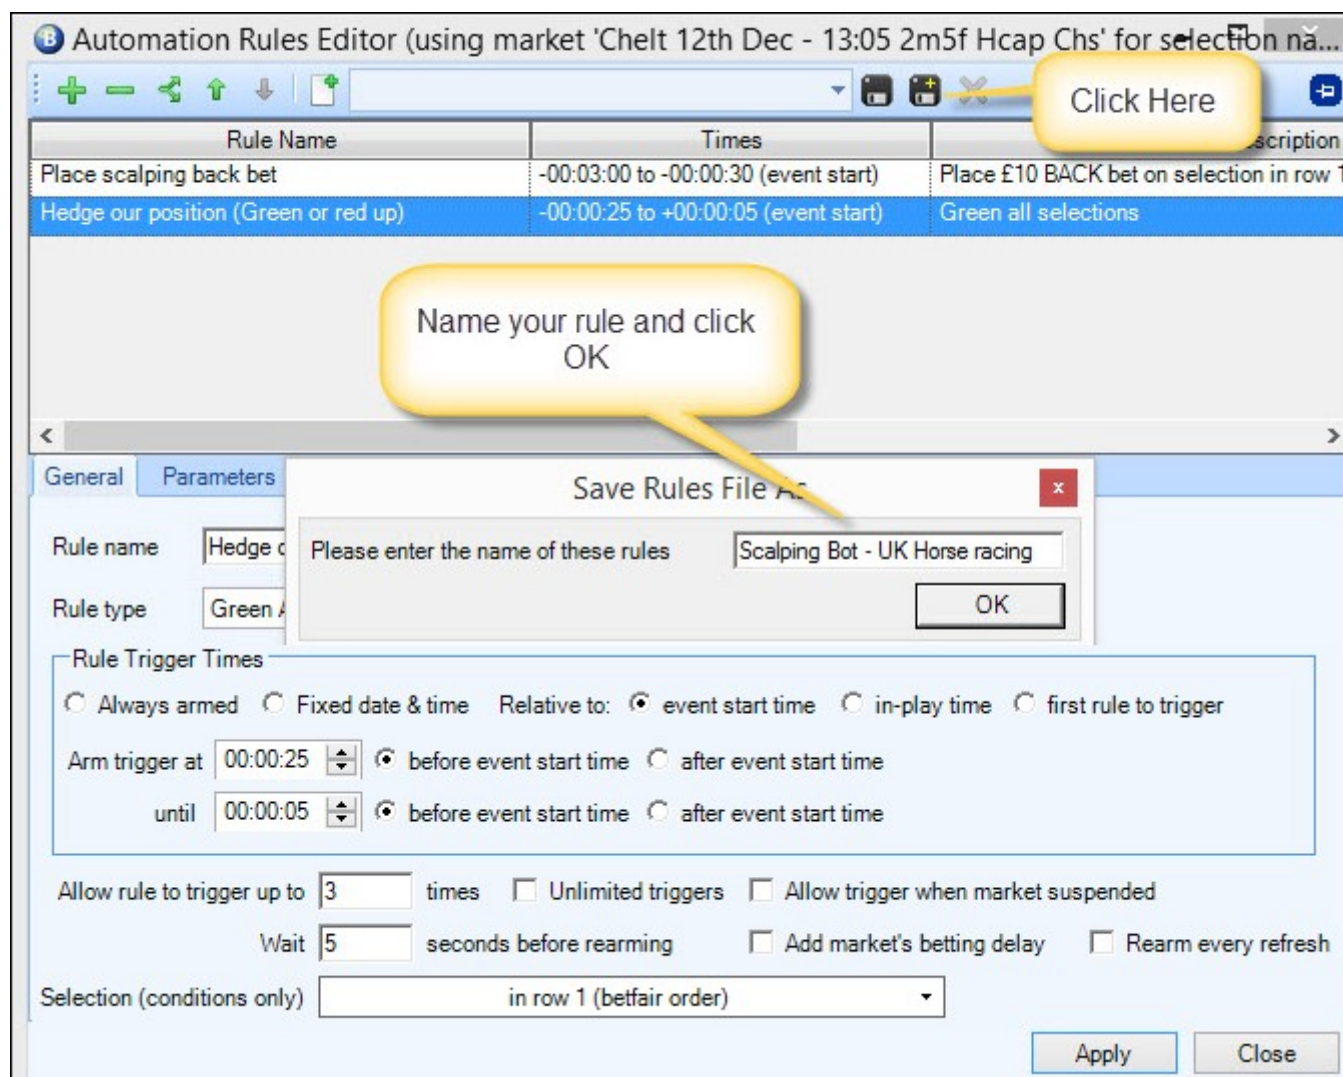 Automation Rules Editor (using market 'Chelt 12th Dec - 13:05 2m5f Hcap Chs' for selection na...
Click Here
Rule Name Times scription
Place scalping back bet -00:03:00 to -00:00:30 (event start) Place £10 BACK bet on selection in row 1
Hedge our position (Green or red up) -00:00:25 to +00:00:05 (event start) Green all selections
Name your rule and click
OK
General Parameters
Save Rules File As
x
Rule name Hedge o
Please enter the name of these rules Scalping Bot - UK Horse racing
Rule type Green A
OK
Rule Trigger Times
Always armed Fixed date & time Relative to: event start time in-play time first rule to trigger
Arm trigger at 00:00:25 before event start time after event start time
until 00:00:05 before event start time after event start time
Allow rule to trigger up to 3 times Unlimited triggers Allow trigger when market suspended
Wait 5 seconds before rearming Add market's betting delay Rearm every refresh
Selection (conditions only) in row 1 (betfair order)
Apply Close